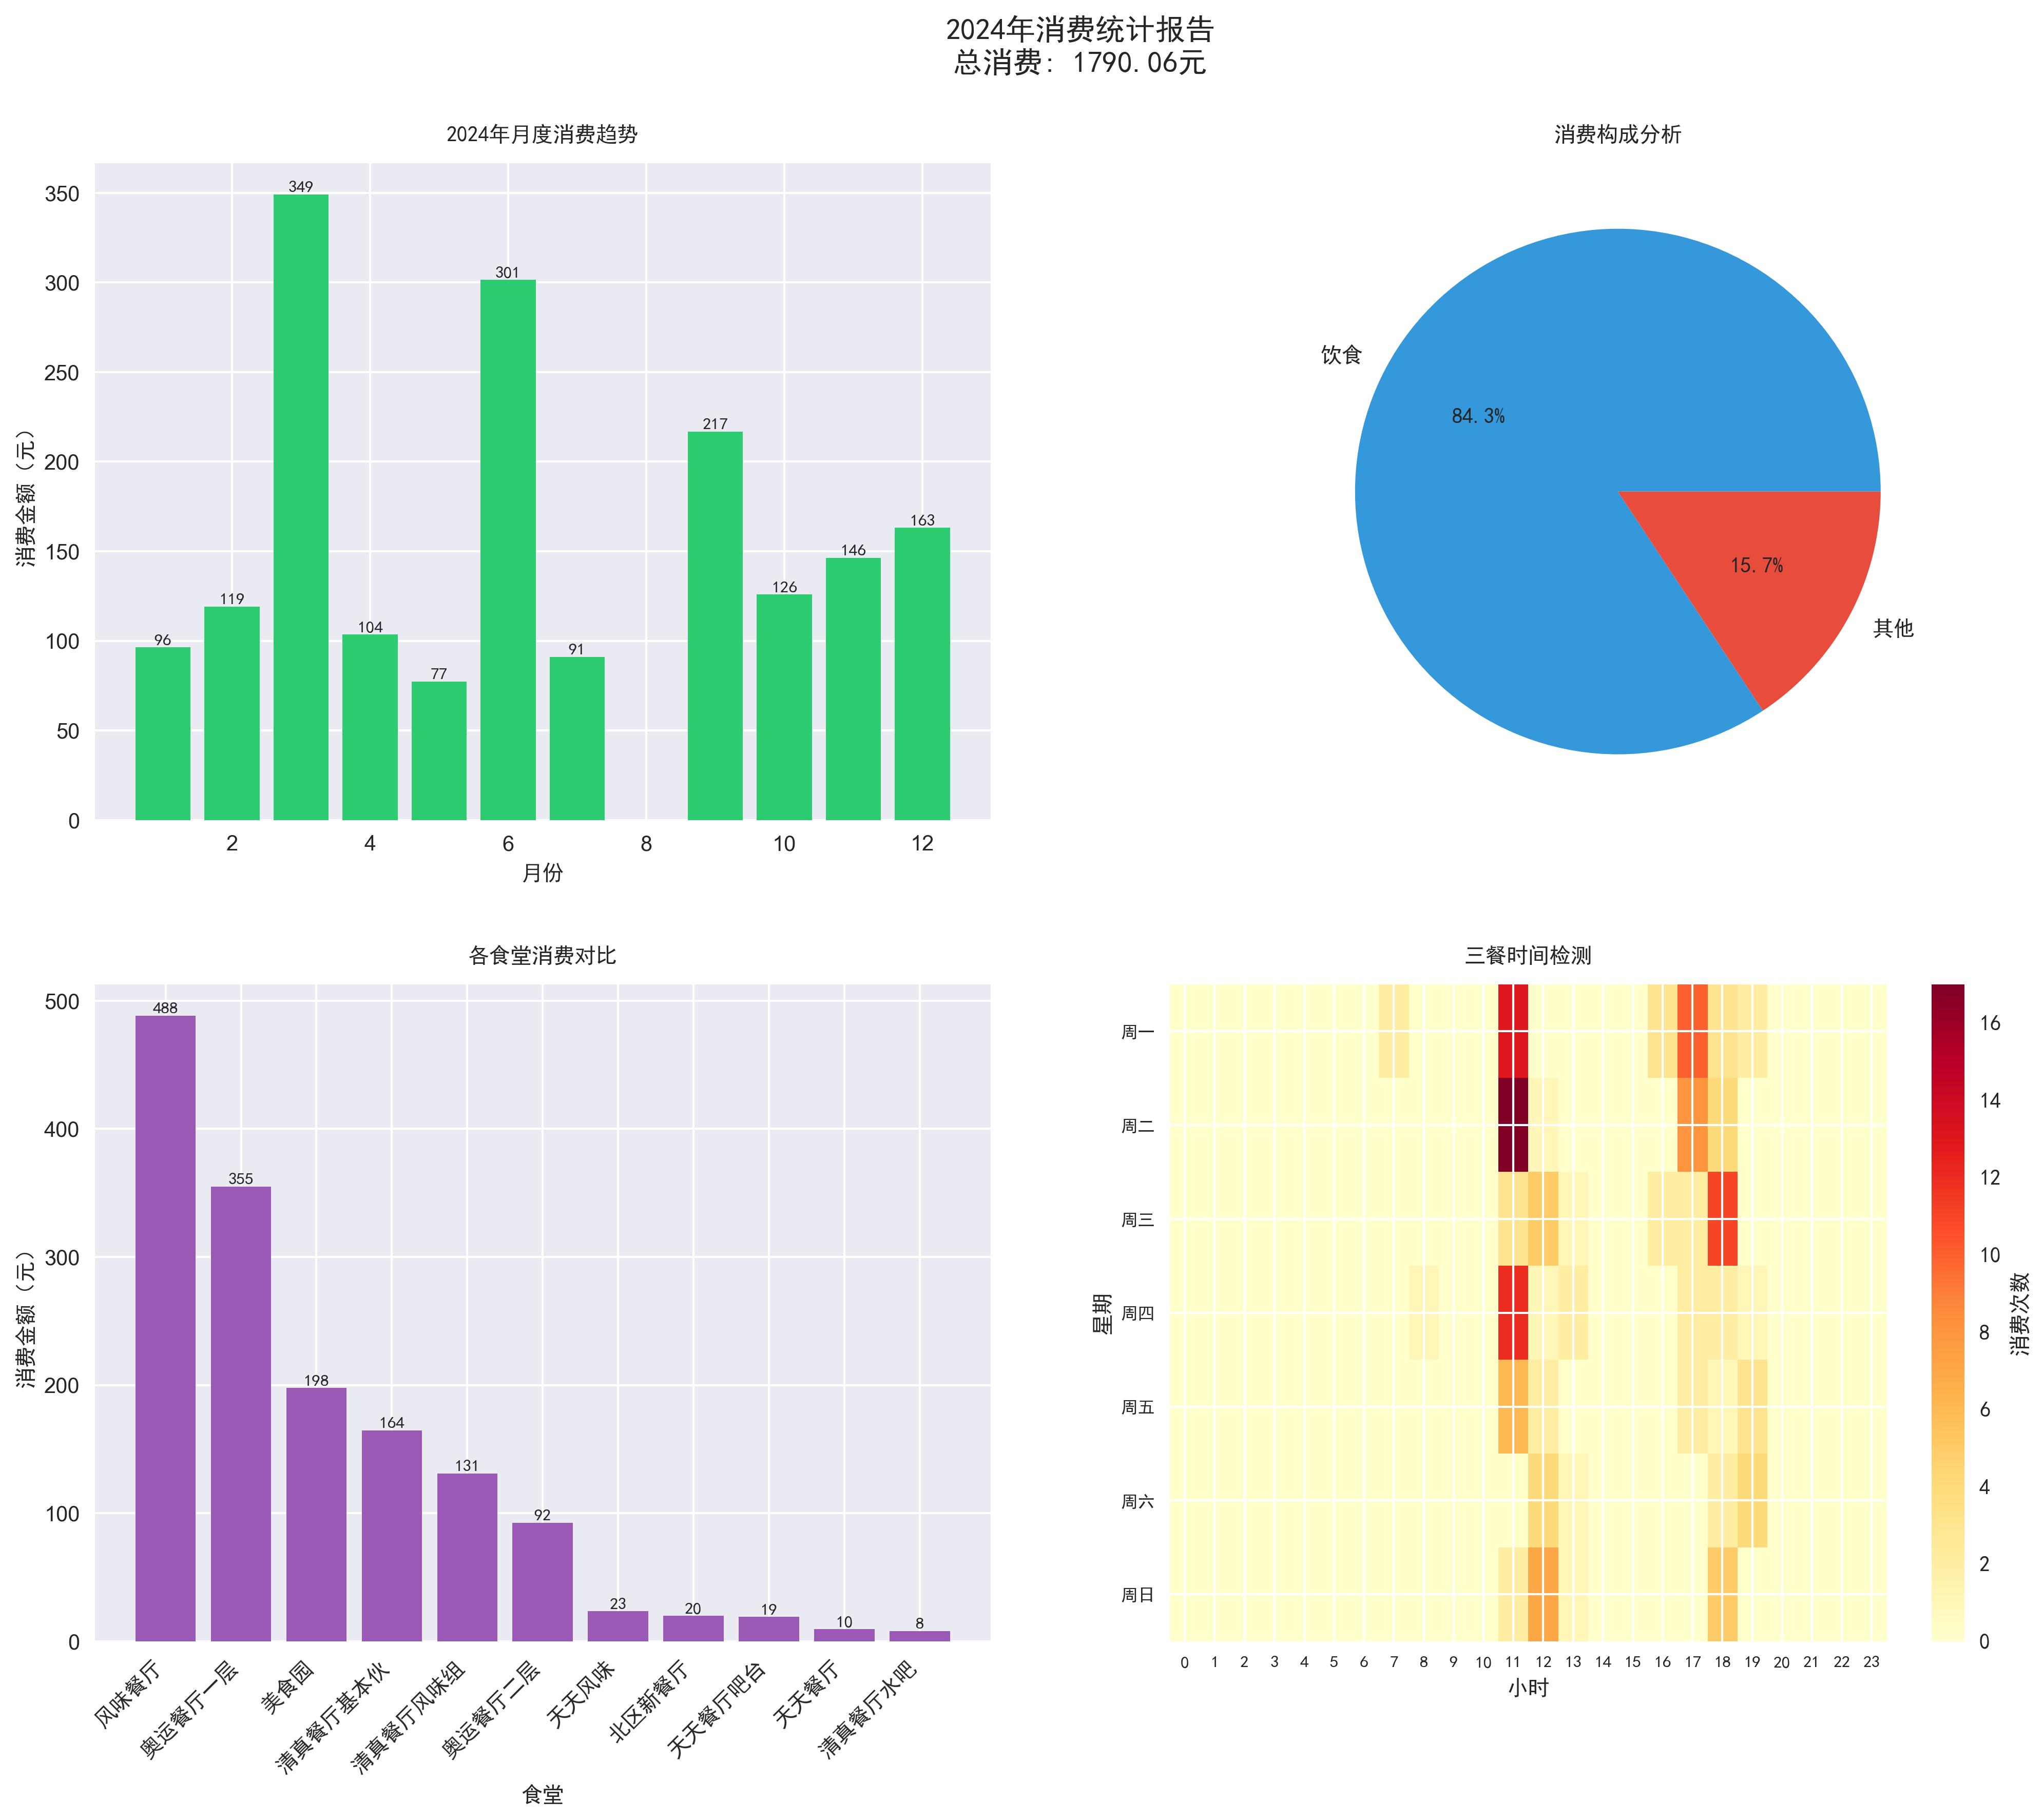 2024年消费统计报告
总消费: 1790.06元
2024年月度消费趋势
消费金额（元）
350
300
250
200
150
100
50
0
96
119
349
104
77
301
91
217
126
146
163
2
4
6
8
10
12
月份
消费构成分析
饮食
84.3%
15.7%
其他
各食堂消费对比
消费金额（元）
500
400
300
200
100
0
488
355
198
164
131
92
23
20
19
10
8
风味餐厅
奥运餐厅一层
美食园
清真餐厅基本伙
清真餐厅风味组
奥运餐厅二层
天天风味
北区新餐厅
天天餐厅吧台
天天餐厅
清真餐厅水吧
食堂
三餐时间检测
星期
周一
周二
周三
周四
周五
周六
周日
0 1 2 3 4 5 6 7 8 9 10 11 12 13 14 15 16 17 18 19 20 21 22 23
小时
16
14
12
10
8
6
4
2
0
消费次数